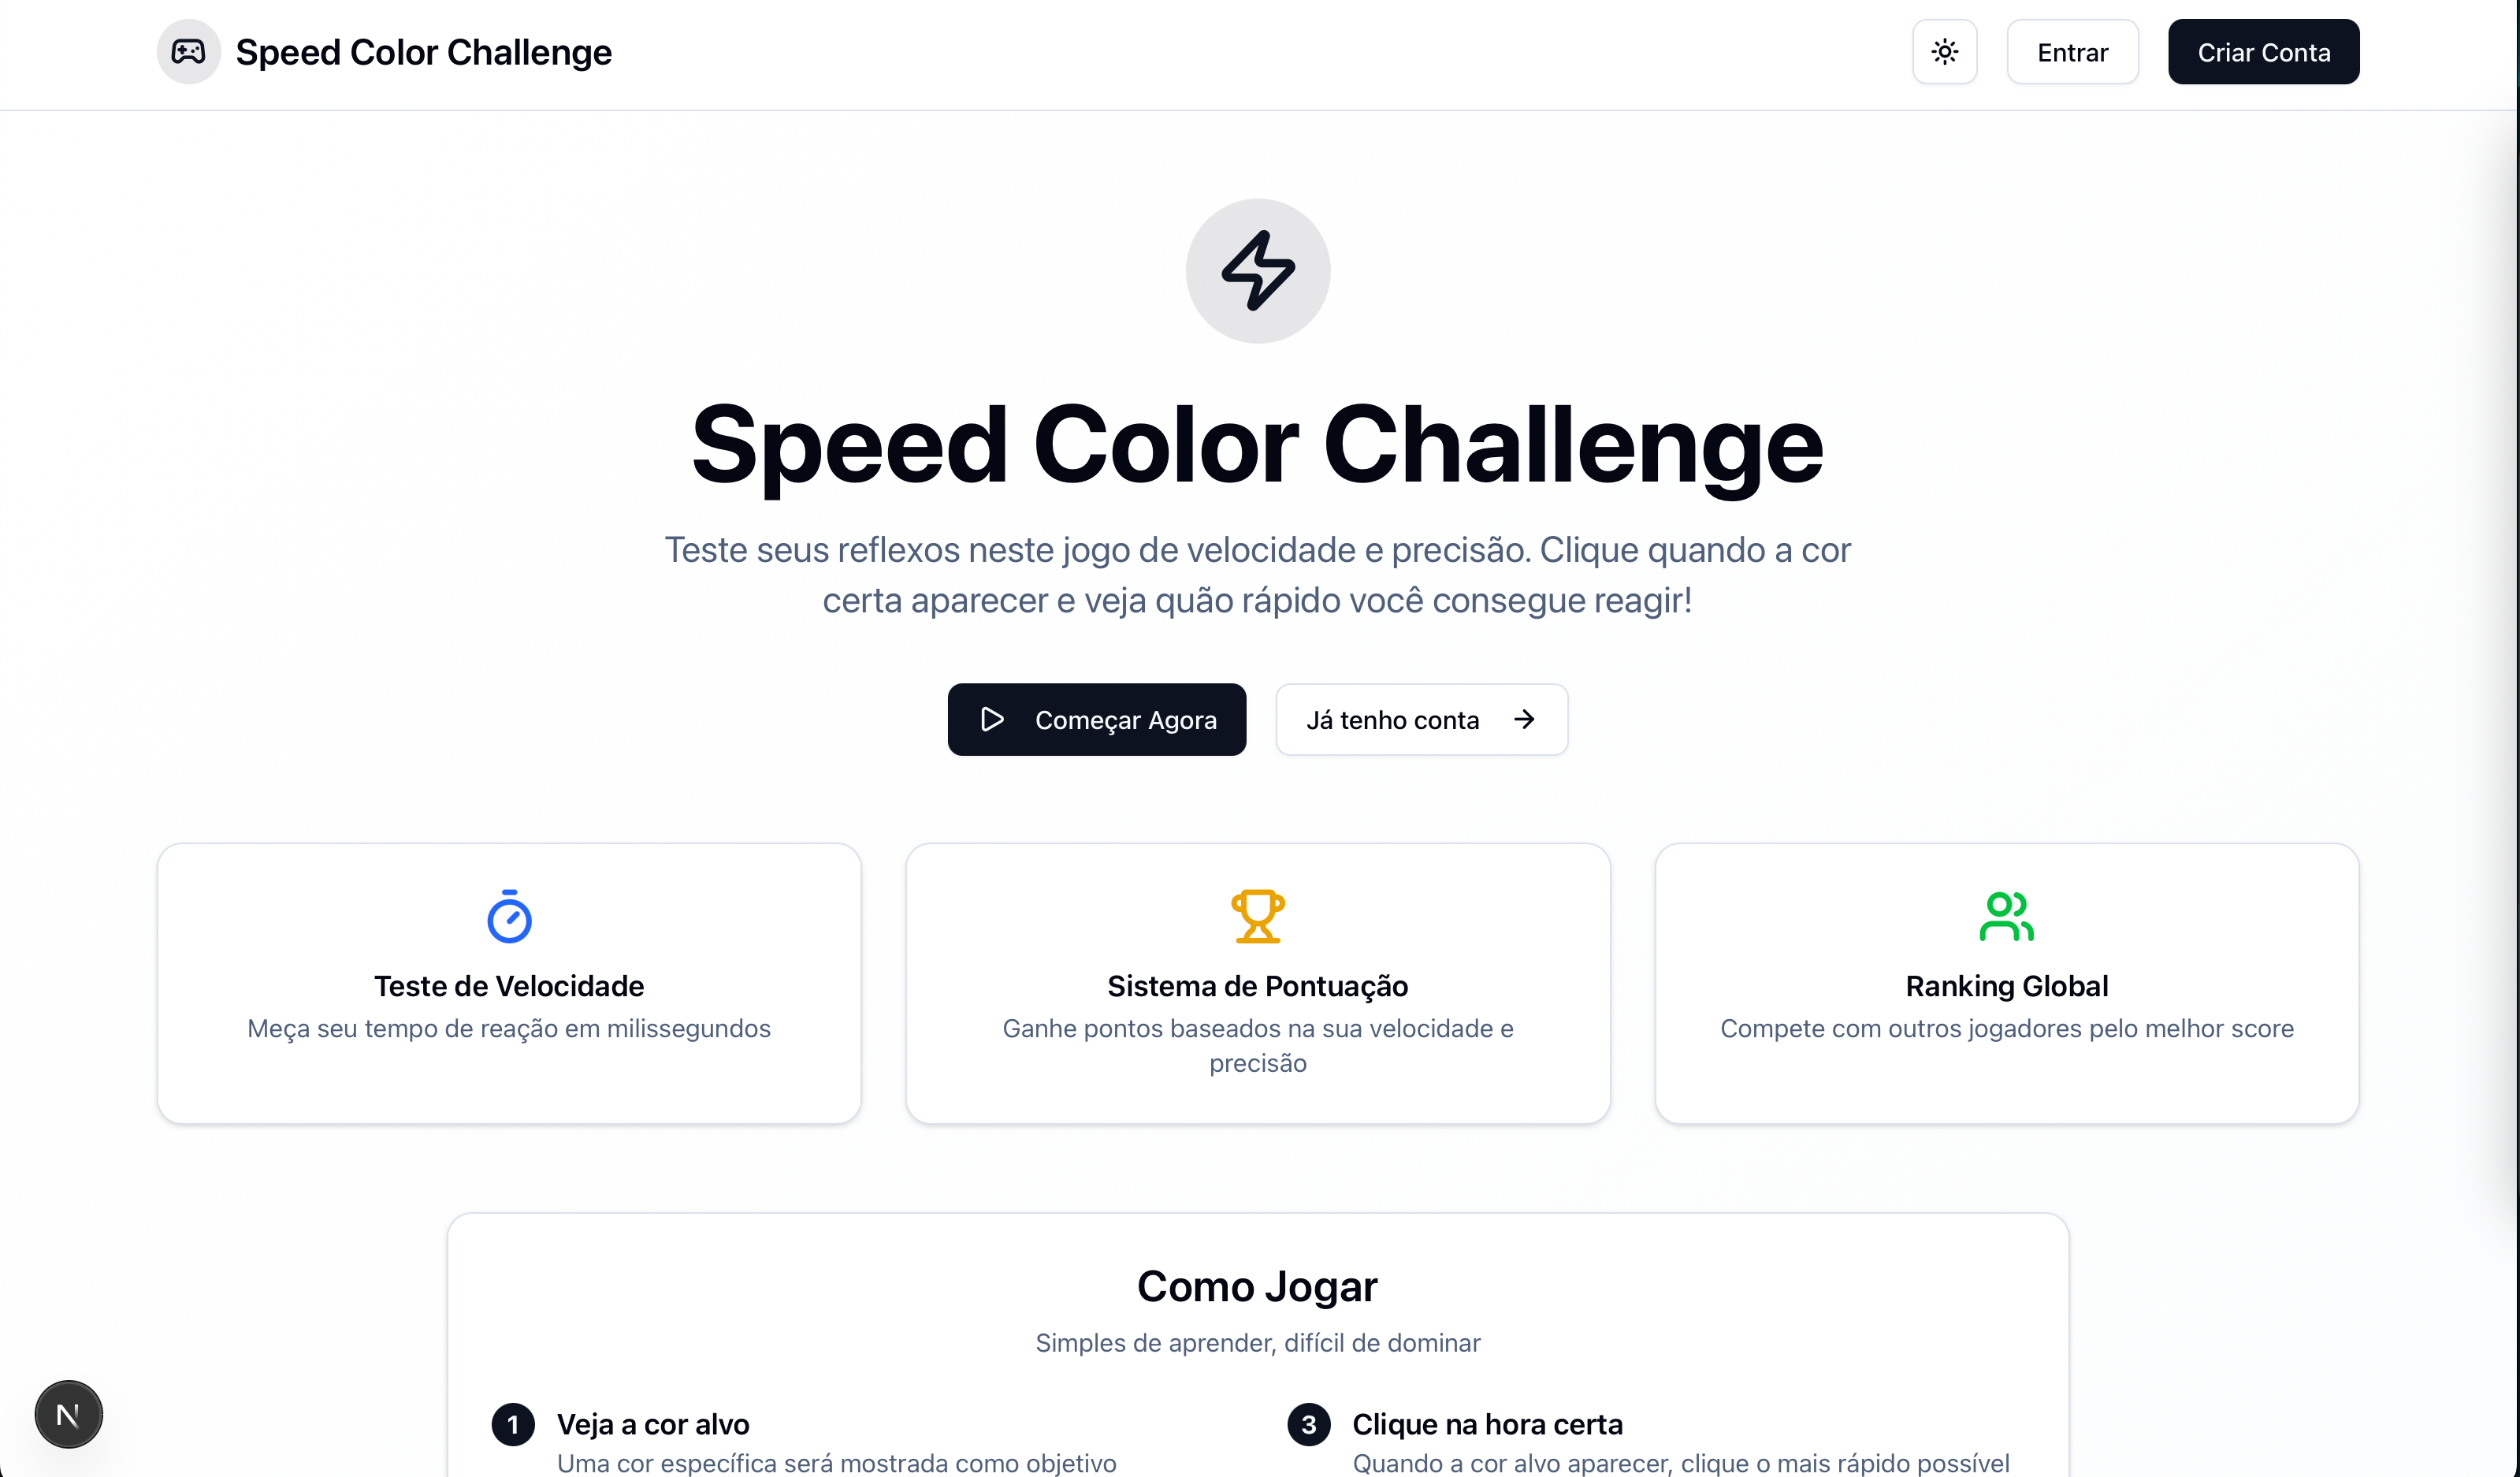 Speed Color Challenge
Entrar
Criar Conta
Speed Color Challenge
Teste seus reflexos neste jogo de velocidade e precisão. Clique quando a cor
certa aparecer e veja quão rápido você consegue reagir!
Começar Agora
Já tenho conta
Teste de Velocidade
Meça seu tempo de reação em milissegundos
Sistema de Pontuação
Ganhe pontos baseados na sua velocidade e
precisão
Ranking Global
Compete com outros jogadores pelo melhor score
Como Jogar
Simples de aprender, difícil de dominar
1 Veja a cor alvo
Uma cor específica será mostrada como objetivo
3 Clique na hora certa
Quando a cor alvo aparecer, clique o mais rápido possível
N